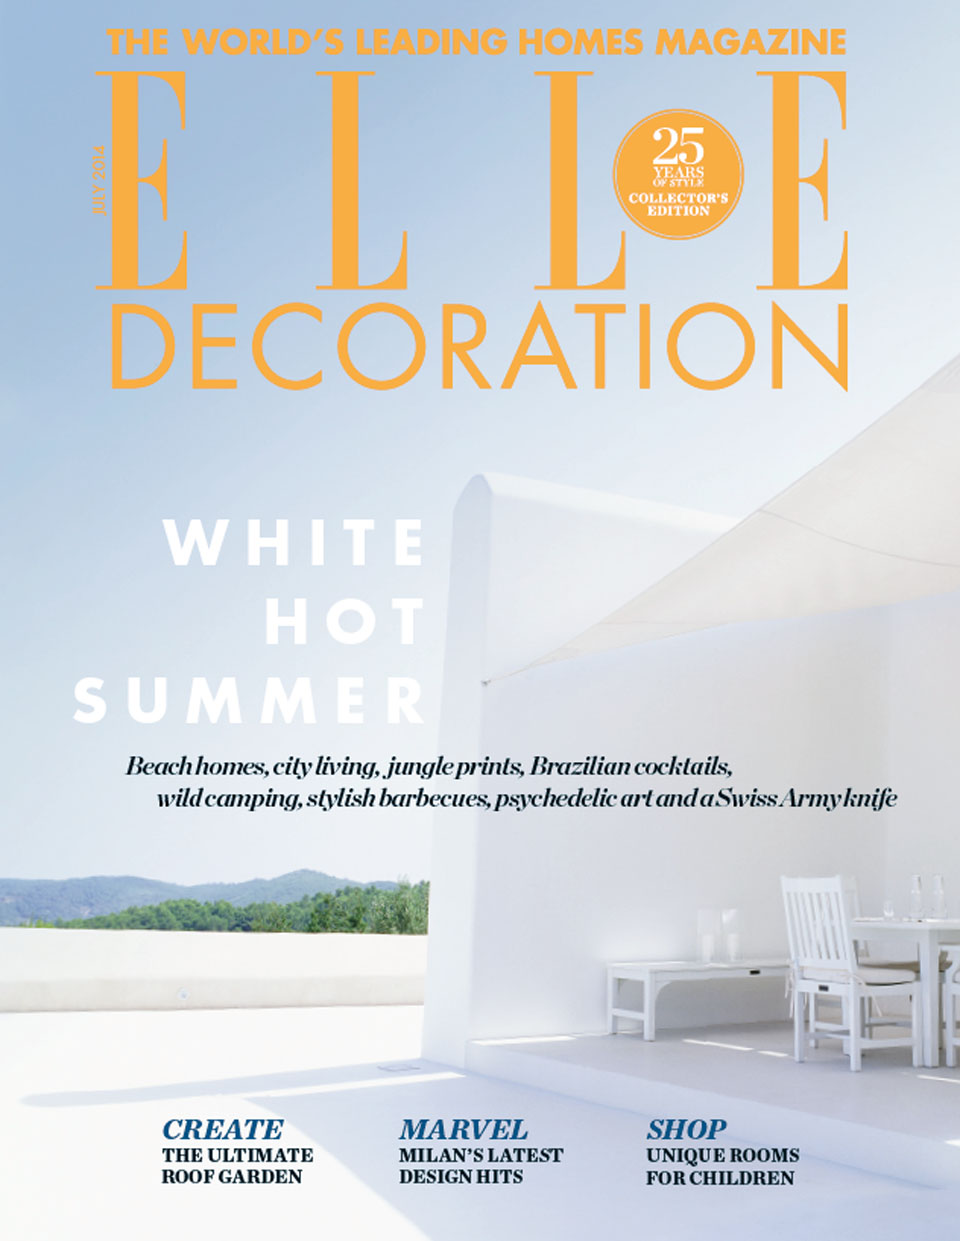 THE WORLD'S LEADING HOMES MAGAZINE
ELLE
JULY 2014
25
YEARS
OF STYLE
COLLECTOR'S
EDITION
DECORATION
WHITE
HOT
SUMMER
Beach homes, city living, jungle prints, Brazilian cocktails,
wild camping, stylish barbecues, psychedelic art and a Swiss Army knife
CREATE
THE ULTIMATE
ROOF GARDEN
MARVEL
MILAN'S LATEST
DESIGN HITS
SHOP
UNIQUE ROOMS
FOR CHILDREN